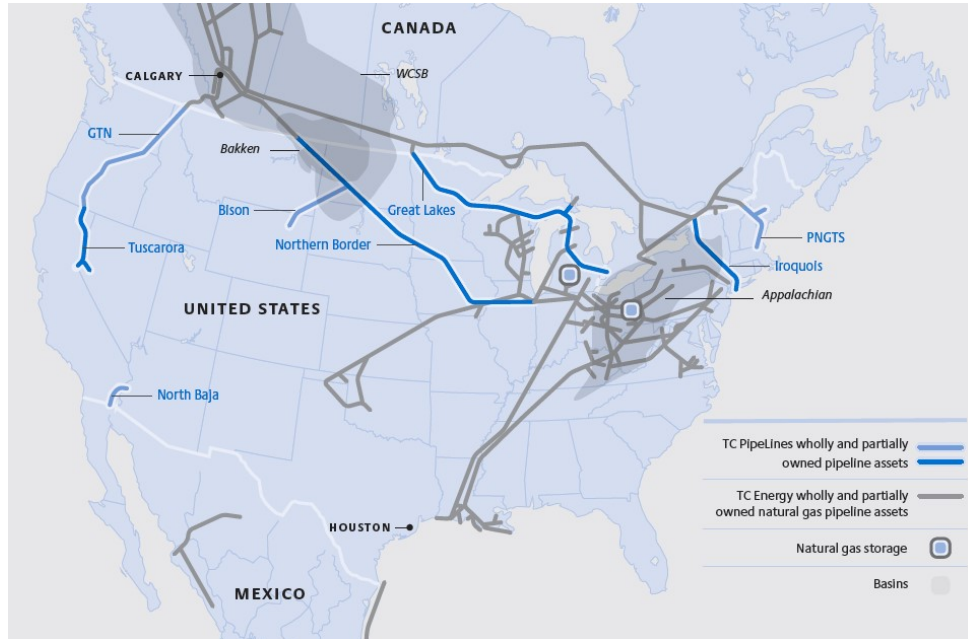 CANADA
CALGARY
WCSB
GTN
Bakken
Bison
Great Lakes
Northern Border
Tuscarora
PNGTS
Iroquois
Appalachian
UNITED STATES
North Baja
HOUSTON
MEXICO
TC PipeLines wholly and partially
owned pipeline assets
TC Energy wholly and partially
owned natural gas pipeline assets
Natural gas storage
Basins